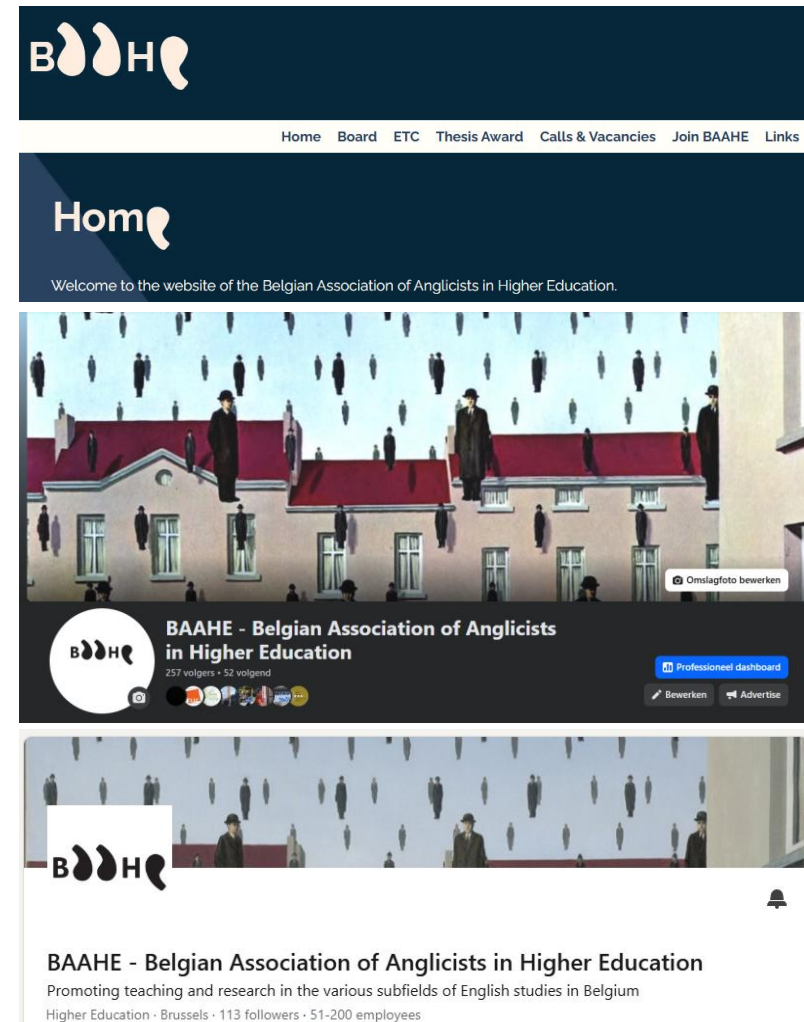 BAAHE
Home Board ETC Thesis Award Calls & Vacancies Join BAAHE Links
Home
Welcome to the website of the Belgian Association of Anglicists in Higher Education.
Omslagfoto bewerken
BAAHE
BAAHE - Belgian Association of Anglicists
in Higher Education
257 volgers • 52 volgend
Professioneel dashboard
Bewerken Advertise
BAAHE
BAAHE - Belgian Association of Anglicists in Higher Education
Promoting teaching and research in the various subfields of English studies in Belgium
Higher Education · Brussels · 113 followers · 51-200 employees